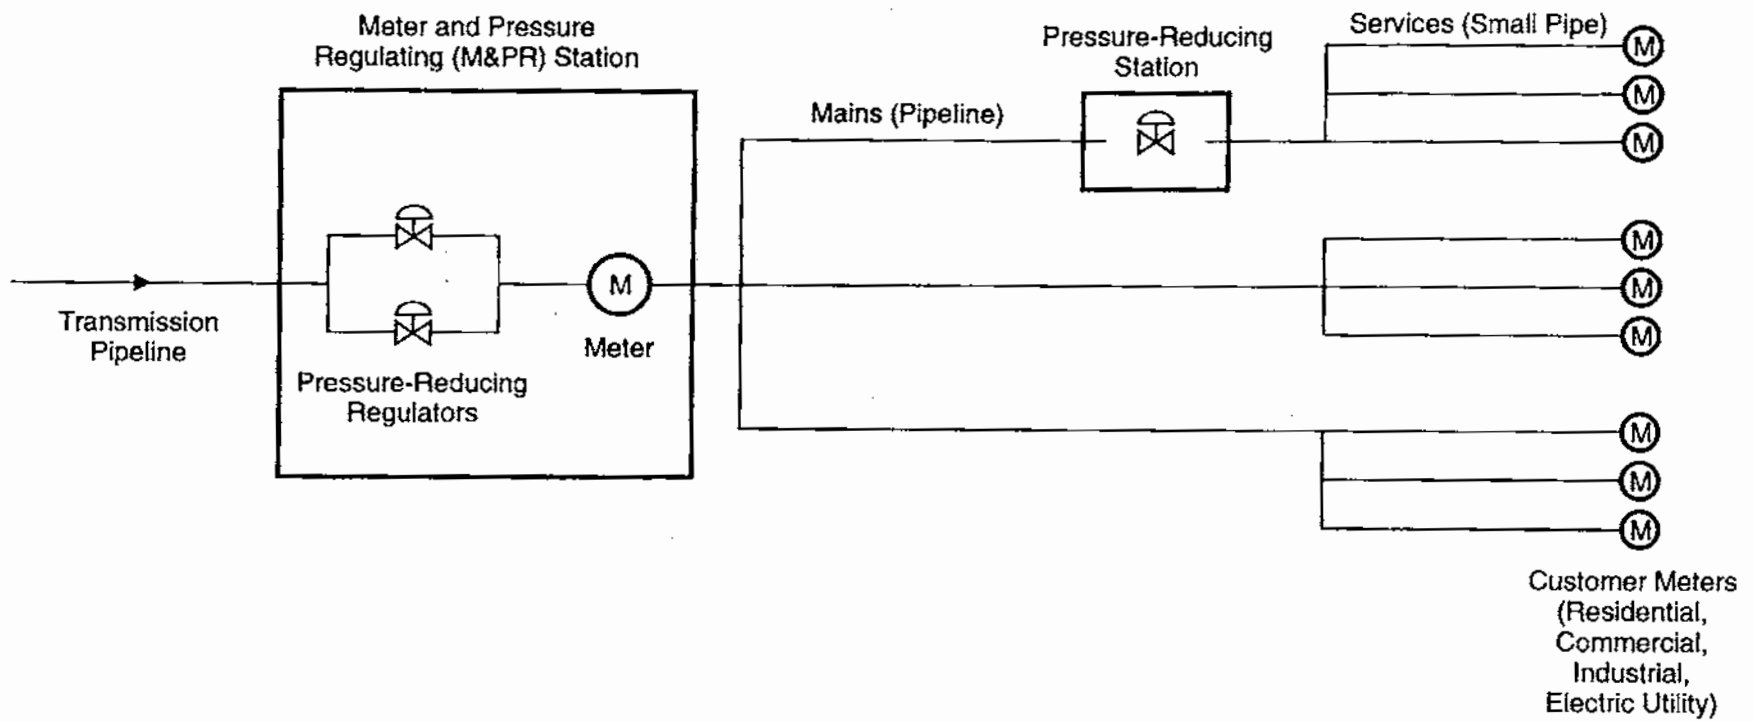 Meter and Pressure
Regulating (M&PR) Station
Pressure-Reducing
Station
Services (Small Pipe)
M
M
M
Mains (Pipeline)
Transmission
Pipeline
M
Meter
Pressure-Reducing
Regulators
M
M
M
M
M
M
Customer Meters
(Residential,
Commercial,
Industrial,
Electric Utility)